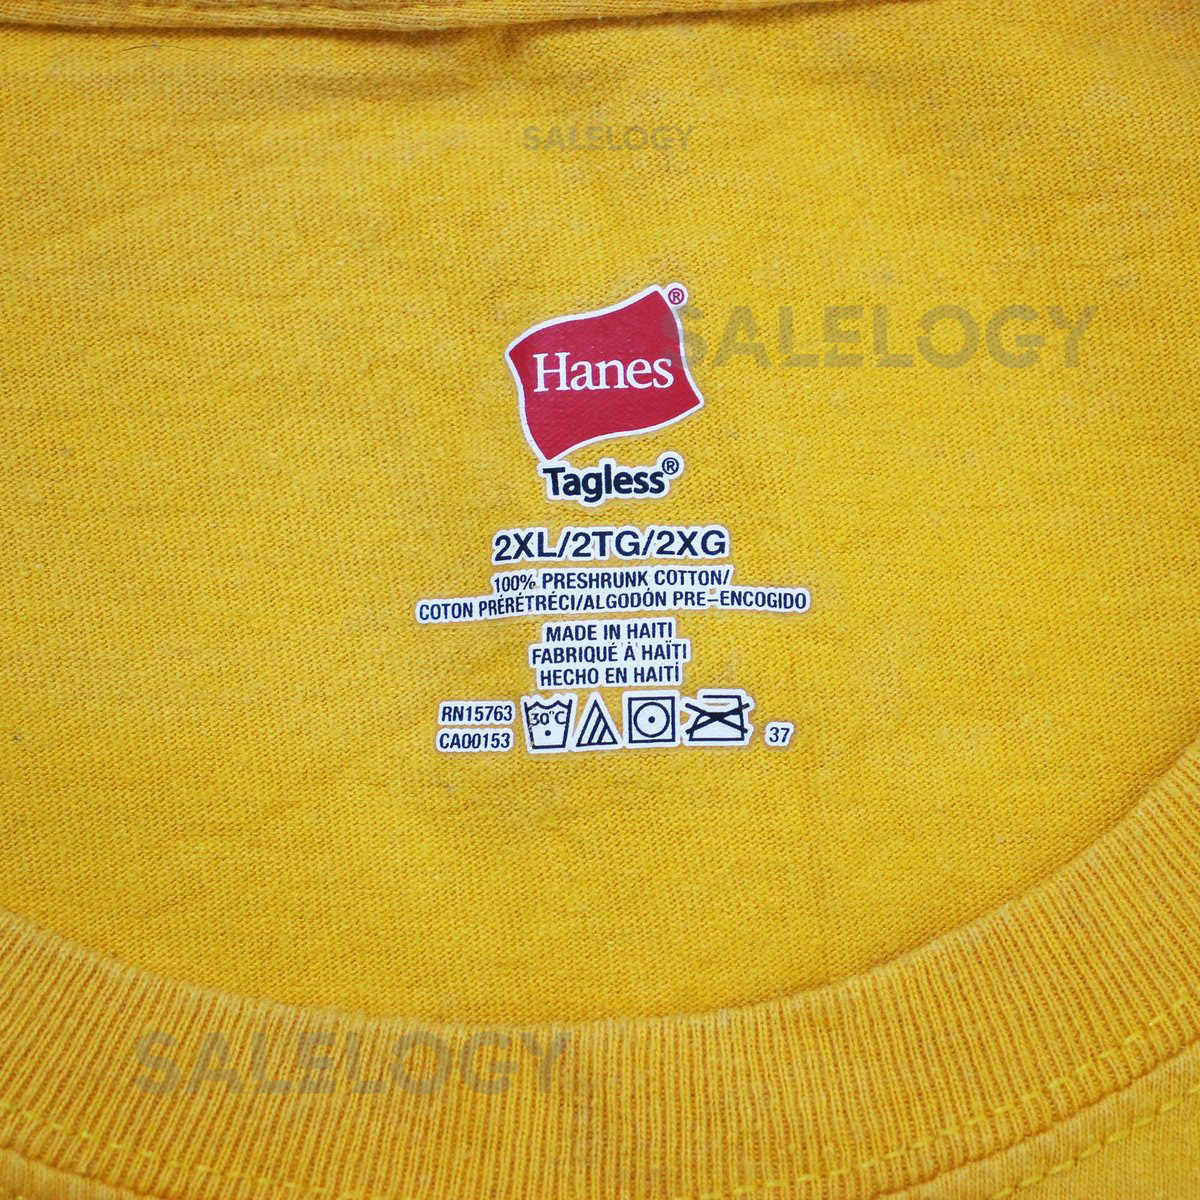 SALELOGY
®
SALELOGY
Hanes
Tagless®
2XL/2TG/2XG
100% PRESHRUNK COTTON/
COTON PRÉRÉTRÉCI/ALGODÓN PRE-ENCOGIDO
MADE IN HAITI
FABRIQUÉ À HAÏTI
HECHO EN HAITÍ
RN15763
CA00153
30°C
37
SALELOGY